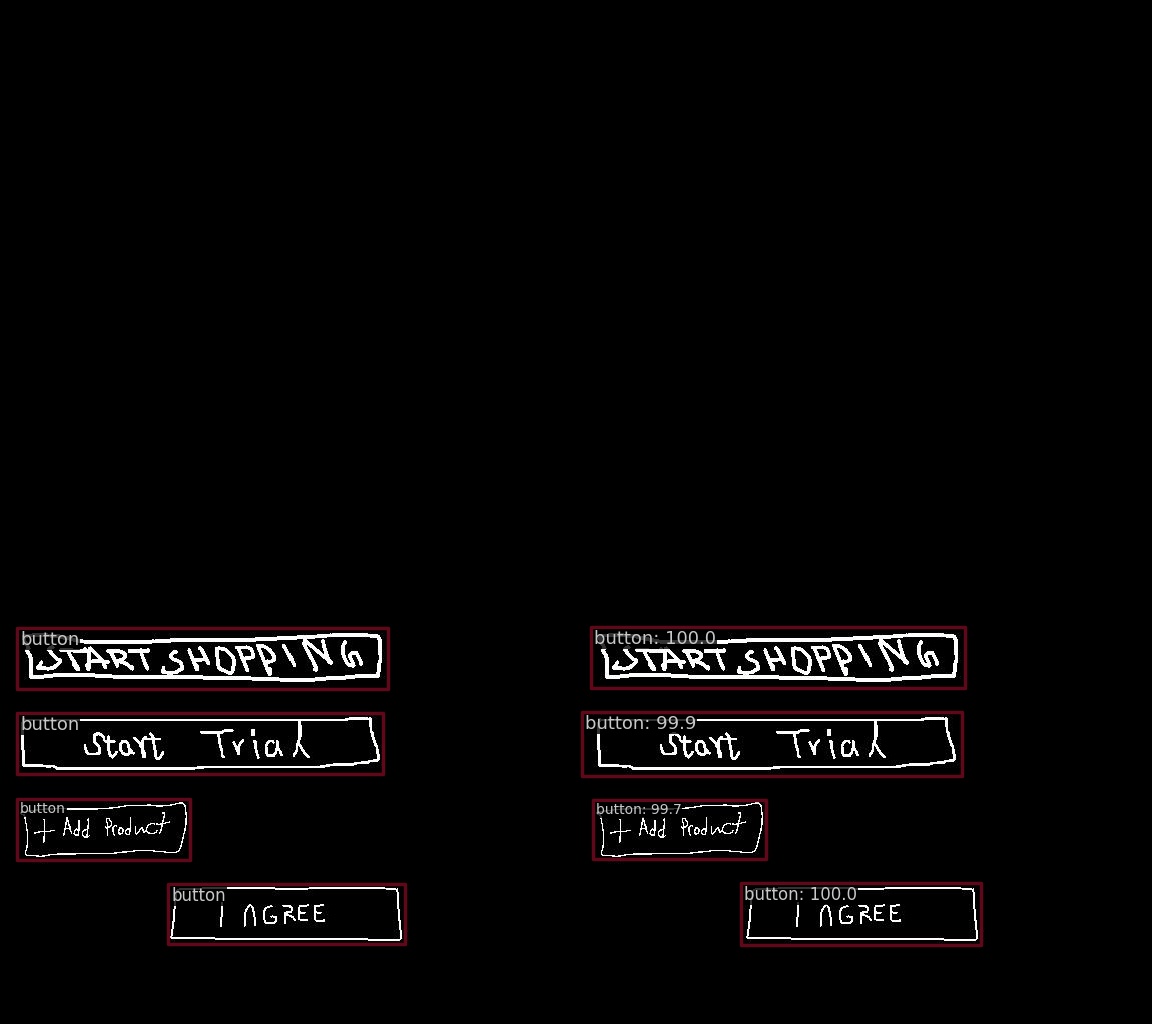 button button: 100.0
START SHOPPING START SHOPPING
button button: 99.9
Start Trial Start Trial
button button: 99.7
+ Add Product + Add Product
button button: 100.0
I AGREE I AGREE